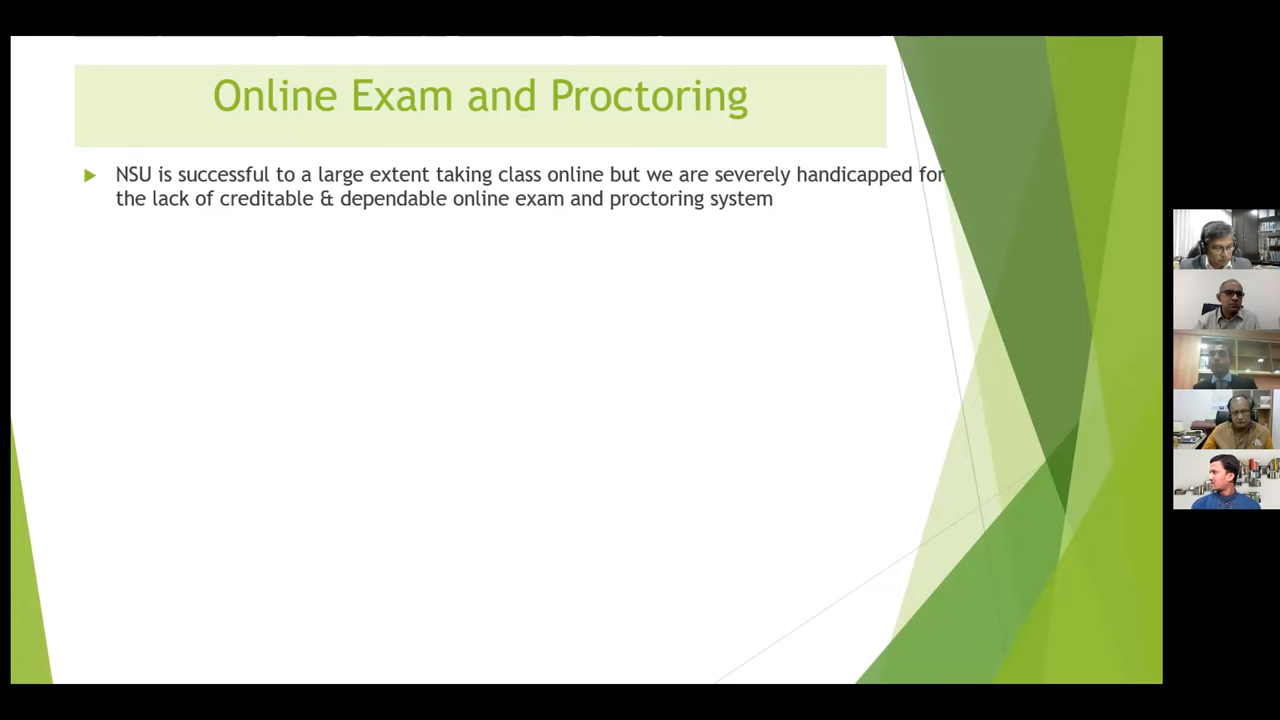 Online Exam and Proctoring
NSU is successful to a large extent taking class online but we are severely handicapped for
the lack of creditable & dependable online exam and proctoring system